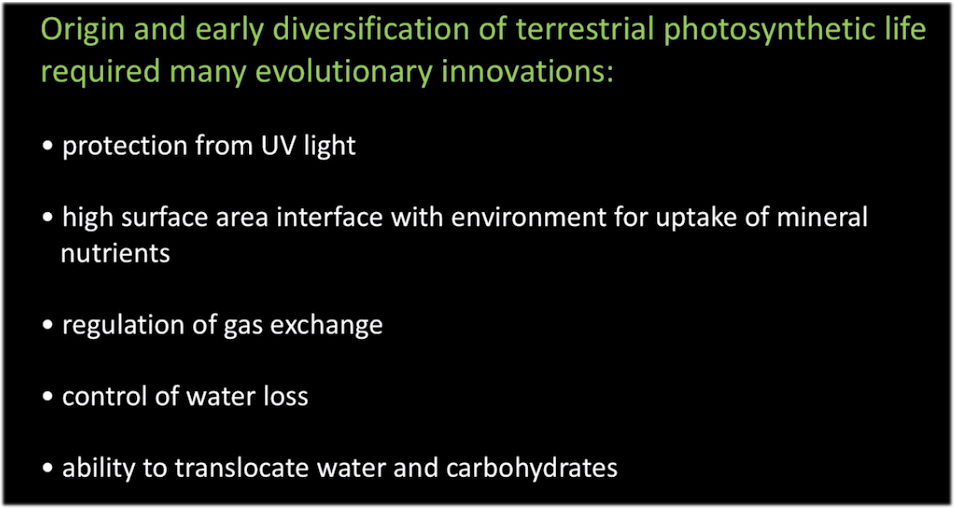 Origin and early diversification of terrestrial photosynthetic life
required many evolutionary innovations:
• protection from UV light
• high surface area interface with environment for uptake of mineral
nutrients
• regulation of gas exchange
• control of water loss
• ability to translocate water and carbohydrates